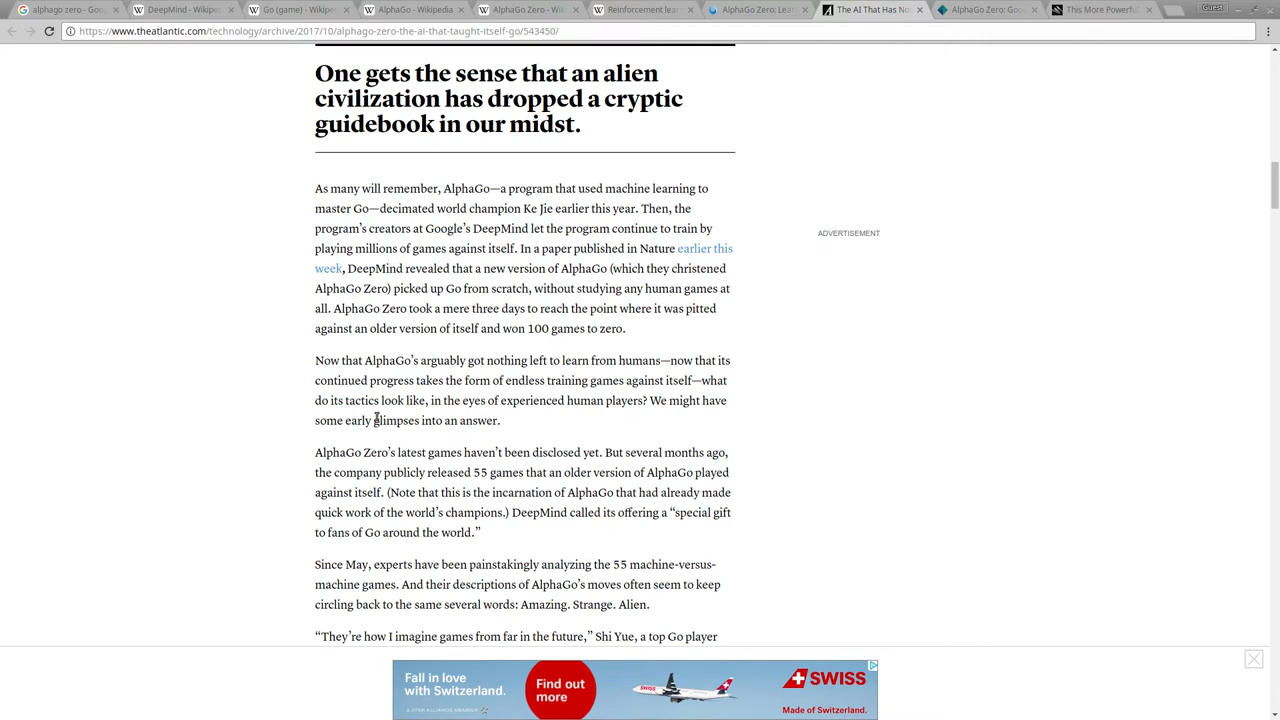 alphago zero - Goo
DeepMind - Wikiped
Go (game) - Wikiped
AlphaGo - Wikipedia
AlphaGo Zero - Wiki
Reinforcement lear
AlphaGo Zero: Learn
The AI That Has No
AlphaGo Zero: Goo
This More Powerful
Guest
https://www.theatlantic.com/technology/archive/2017/10/alphago-zero-the-ai-that-taught-itself-go/543450/
One gets the sense that an alien
civilization has dropped a cryptic
guidebook in our midst.
As many will remember, AlphaGo—a program that used machine learning to
master Go—decimated world champion Ke Jie earlier this year. Then, the
program’s creators at Google’s DeepMind let the program continue to train by
playing millions of games against itself. In a paper published in Nature earlier this
week, DeepMind revealed that a new version of AlphaGo (which they christened
AlphaGo Zero) picked up Go from scratch, without studying any human games at
all. AlphaGo Zero took a mere three days to reach the point where it was pitted
against an older version of itself and won 100 games to zero.
ADVERTISEMENT
Now that AlphaGo’s arguably got nothing left to learn from humans—now that its
continued progress takes the form of endless training games against itself—what
do its tactics look like, in the eyes of experienced human players? We might have
some early glimpses into an answer.
AlphaGo Zero’s latest games haven’t been disclosed yet. But several months ago,
the company publicly released 55 games that an older version of AlphaGo played
against itself. (Note that this is the incarnation of AlphaGo that had already made
quick work of the world’s champions.) DeepMind called its offering a “special gift
to fans of Go around the world.”
Since May, experts have been painstakingly analyzing the 55 machine-versus-
machine games. And their descriptions of AlphaGo’s moves often seem to keep
circling back to the same several words: Amazing. Strange. Alien.
“They’re how I imagine games from far in the future,” Shi Yue, a top Go player
Fall in love
with Switzerland.
A STAR ALLIANCE MEMBER
Find out
more
SWISS
SWISS
Made of Switzerland.